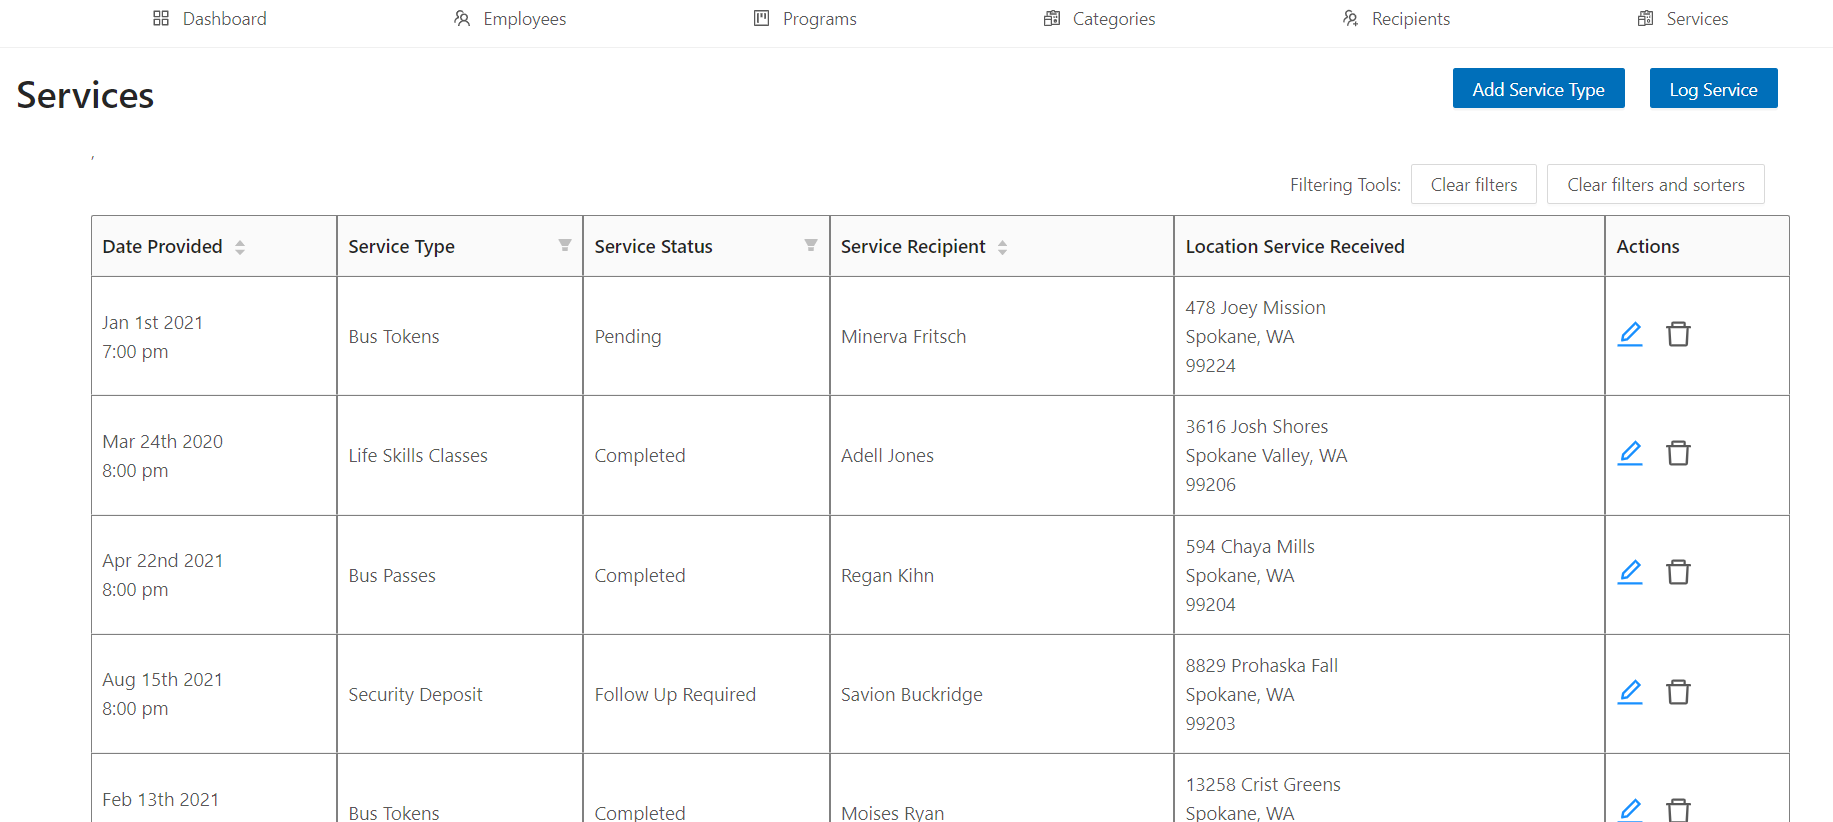 Dashboard Employees Programs Categories Recipients Services
Services
Add Service Type Log Service
,
Filtering Tools: Clear filters Clear filters and sorters
Date Provided Service Type Service Status Service Recipient Location Service Received Actions
Jan 1st 2021
7:00 pm
Bus Tokens
Pending
Minerva Fritsch
478 Joey Mission
Spokane, WA
99224
Mar 24th 2020
8:00 pm
Life Skills Classes
Completed
Adell Jones
3616 Josh Shores
Spokane Valley, WA
99206
Apr 22nd 2021
8:00 pm
Bus Passes
Completed
Regan Kihn
594 Chaya Mills
Spokane, WA
99204
Aug 15th 2021
8:00 pm
Security Deposit
Follow Up Required
Savion Buckridge
8829 Prohaska Fall
Spokane, WA
99203
Feb 13th 2021
Bus Tokens
Completed
Moises Ryan
13258 Crist Greens
Spokane, WA